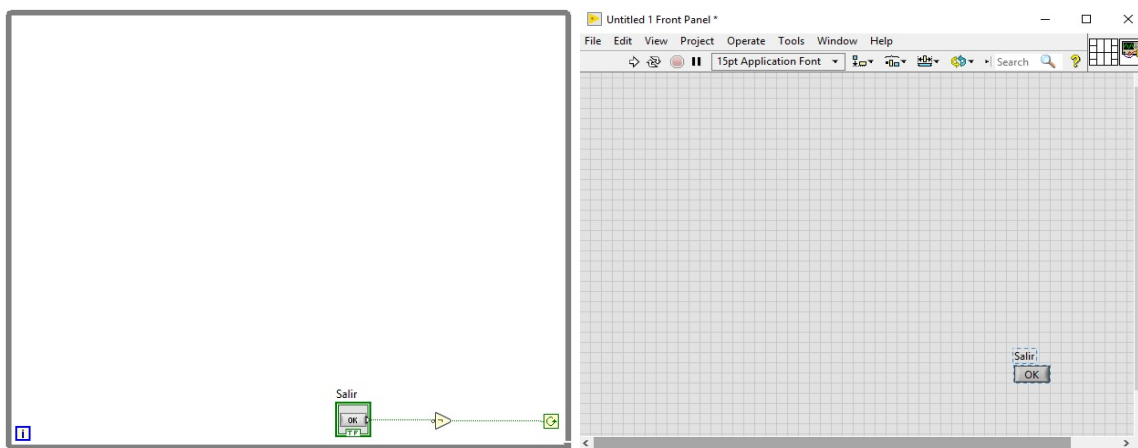 Salir
OK
TF
i
Untitled 1 Front Panel *
File Edit View Project Operate Tools Window Help
15pt Application Font
Search
?
Salir
OK